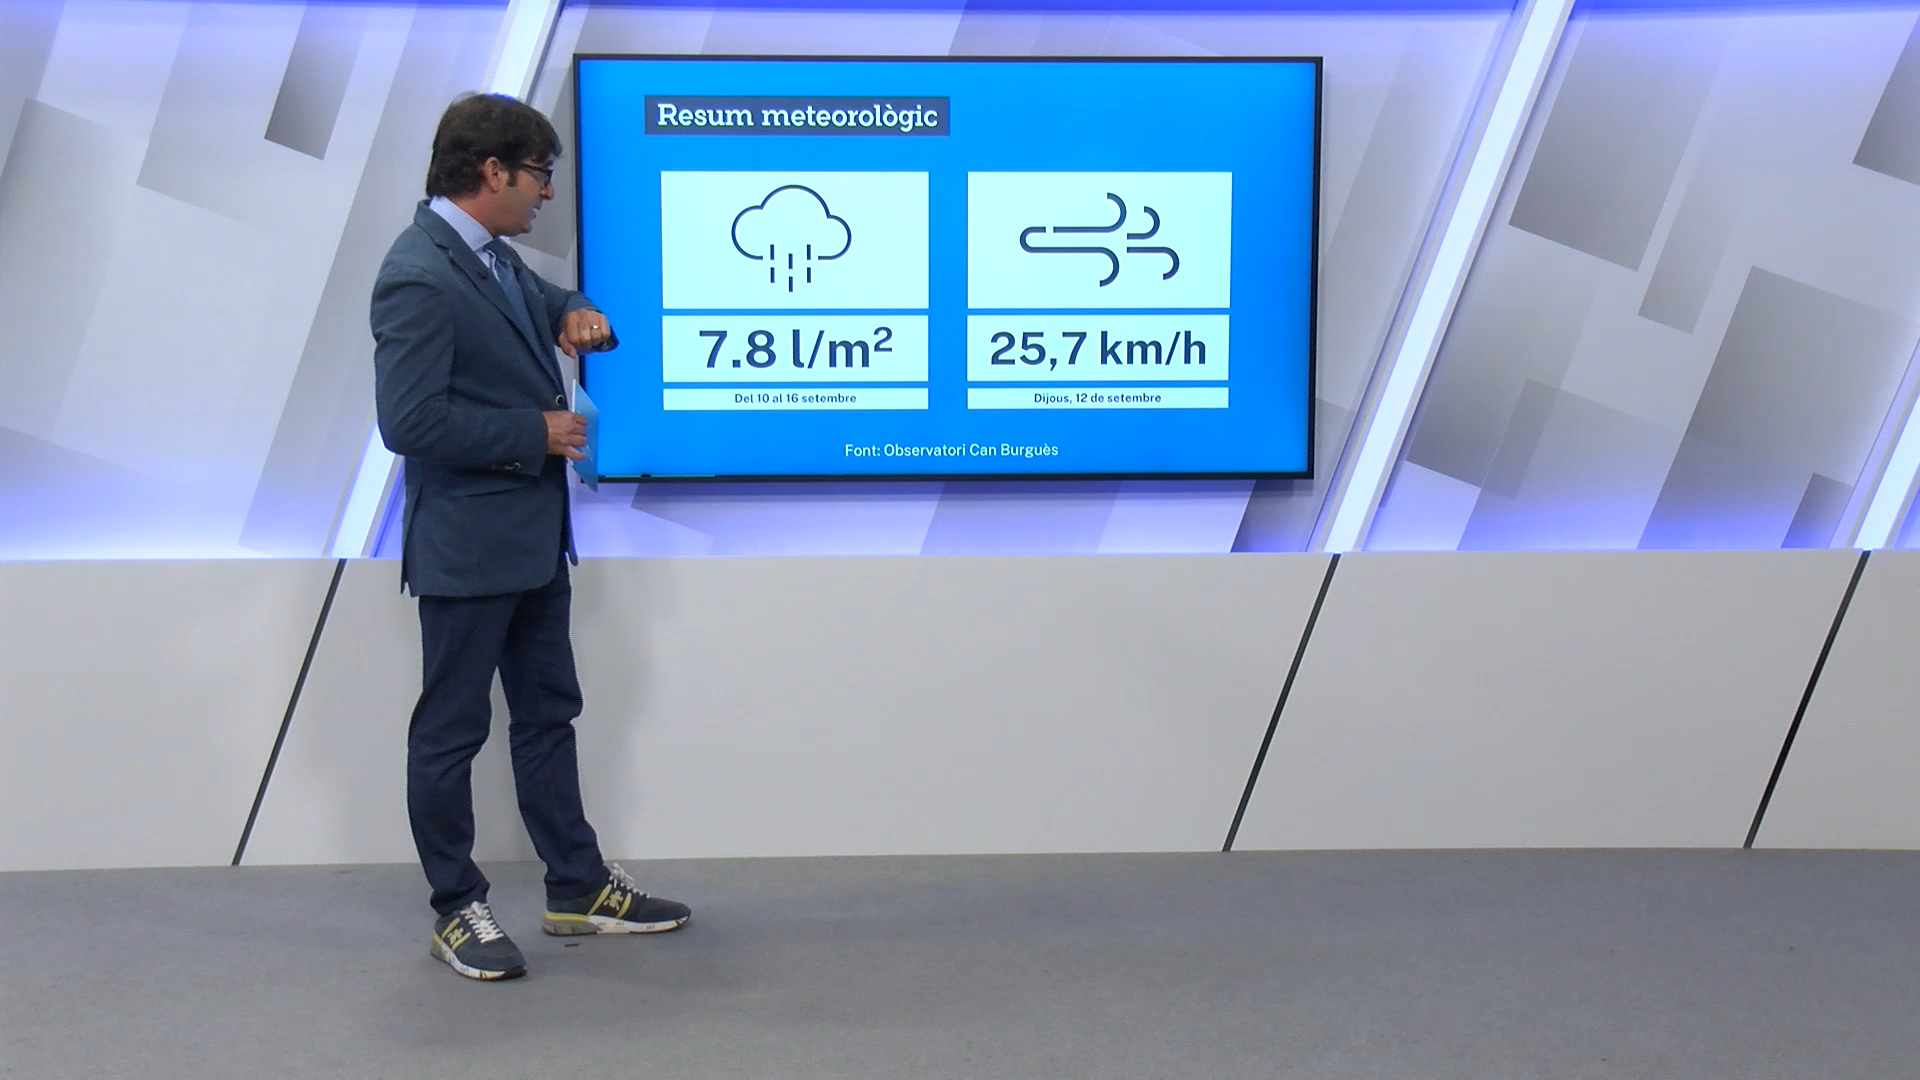 Resum meteorològic
7.8 l/m²
25,7 km/h
Del 10 al 16 setembre
Dijous, 12 de setembre
Font: Observatori Can Burguès